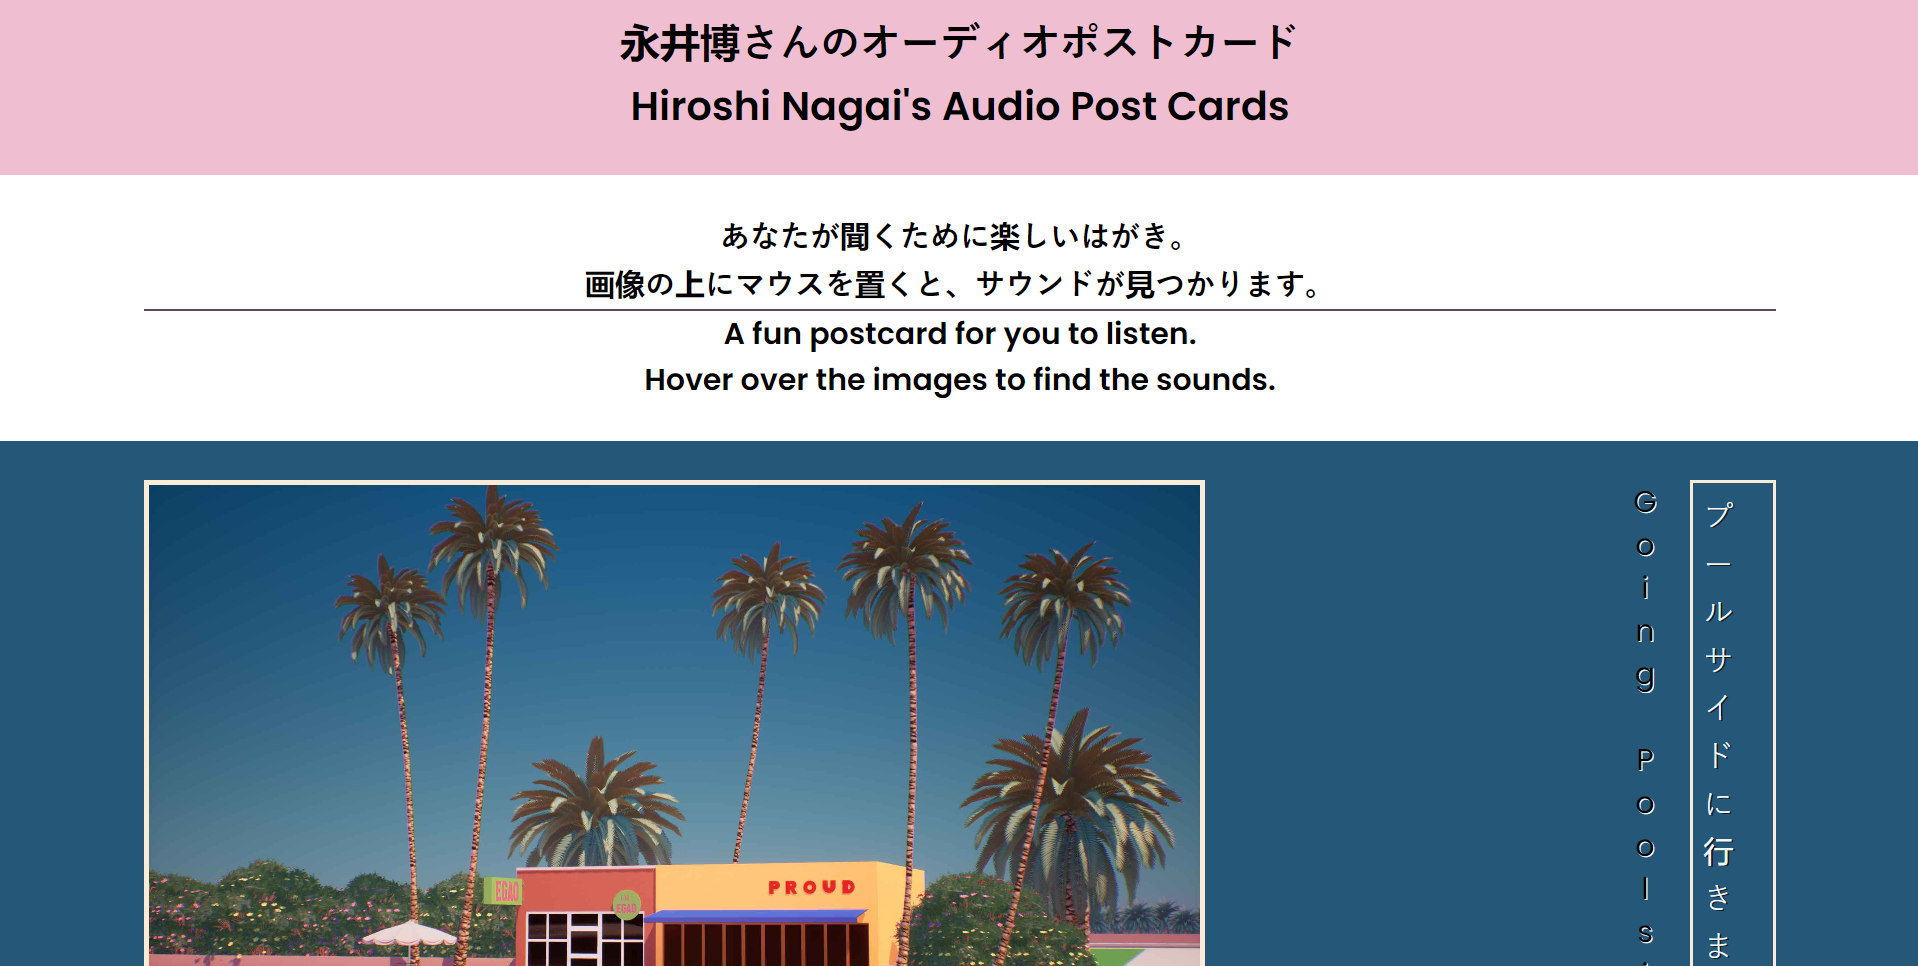 永井博さんのオーディオポストカード
Hiroshi Nagai's Audio Post Cards
あなたが聞くために楽しいはがき。
画像の上にマウスを置くと、サウンドが見つかります。
A fun postcard for you to listen.
Hover over the images to find the sounds.
プールサイドに行きま
Going Pools
EGAO
EGAO
PROUD